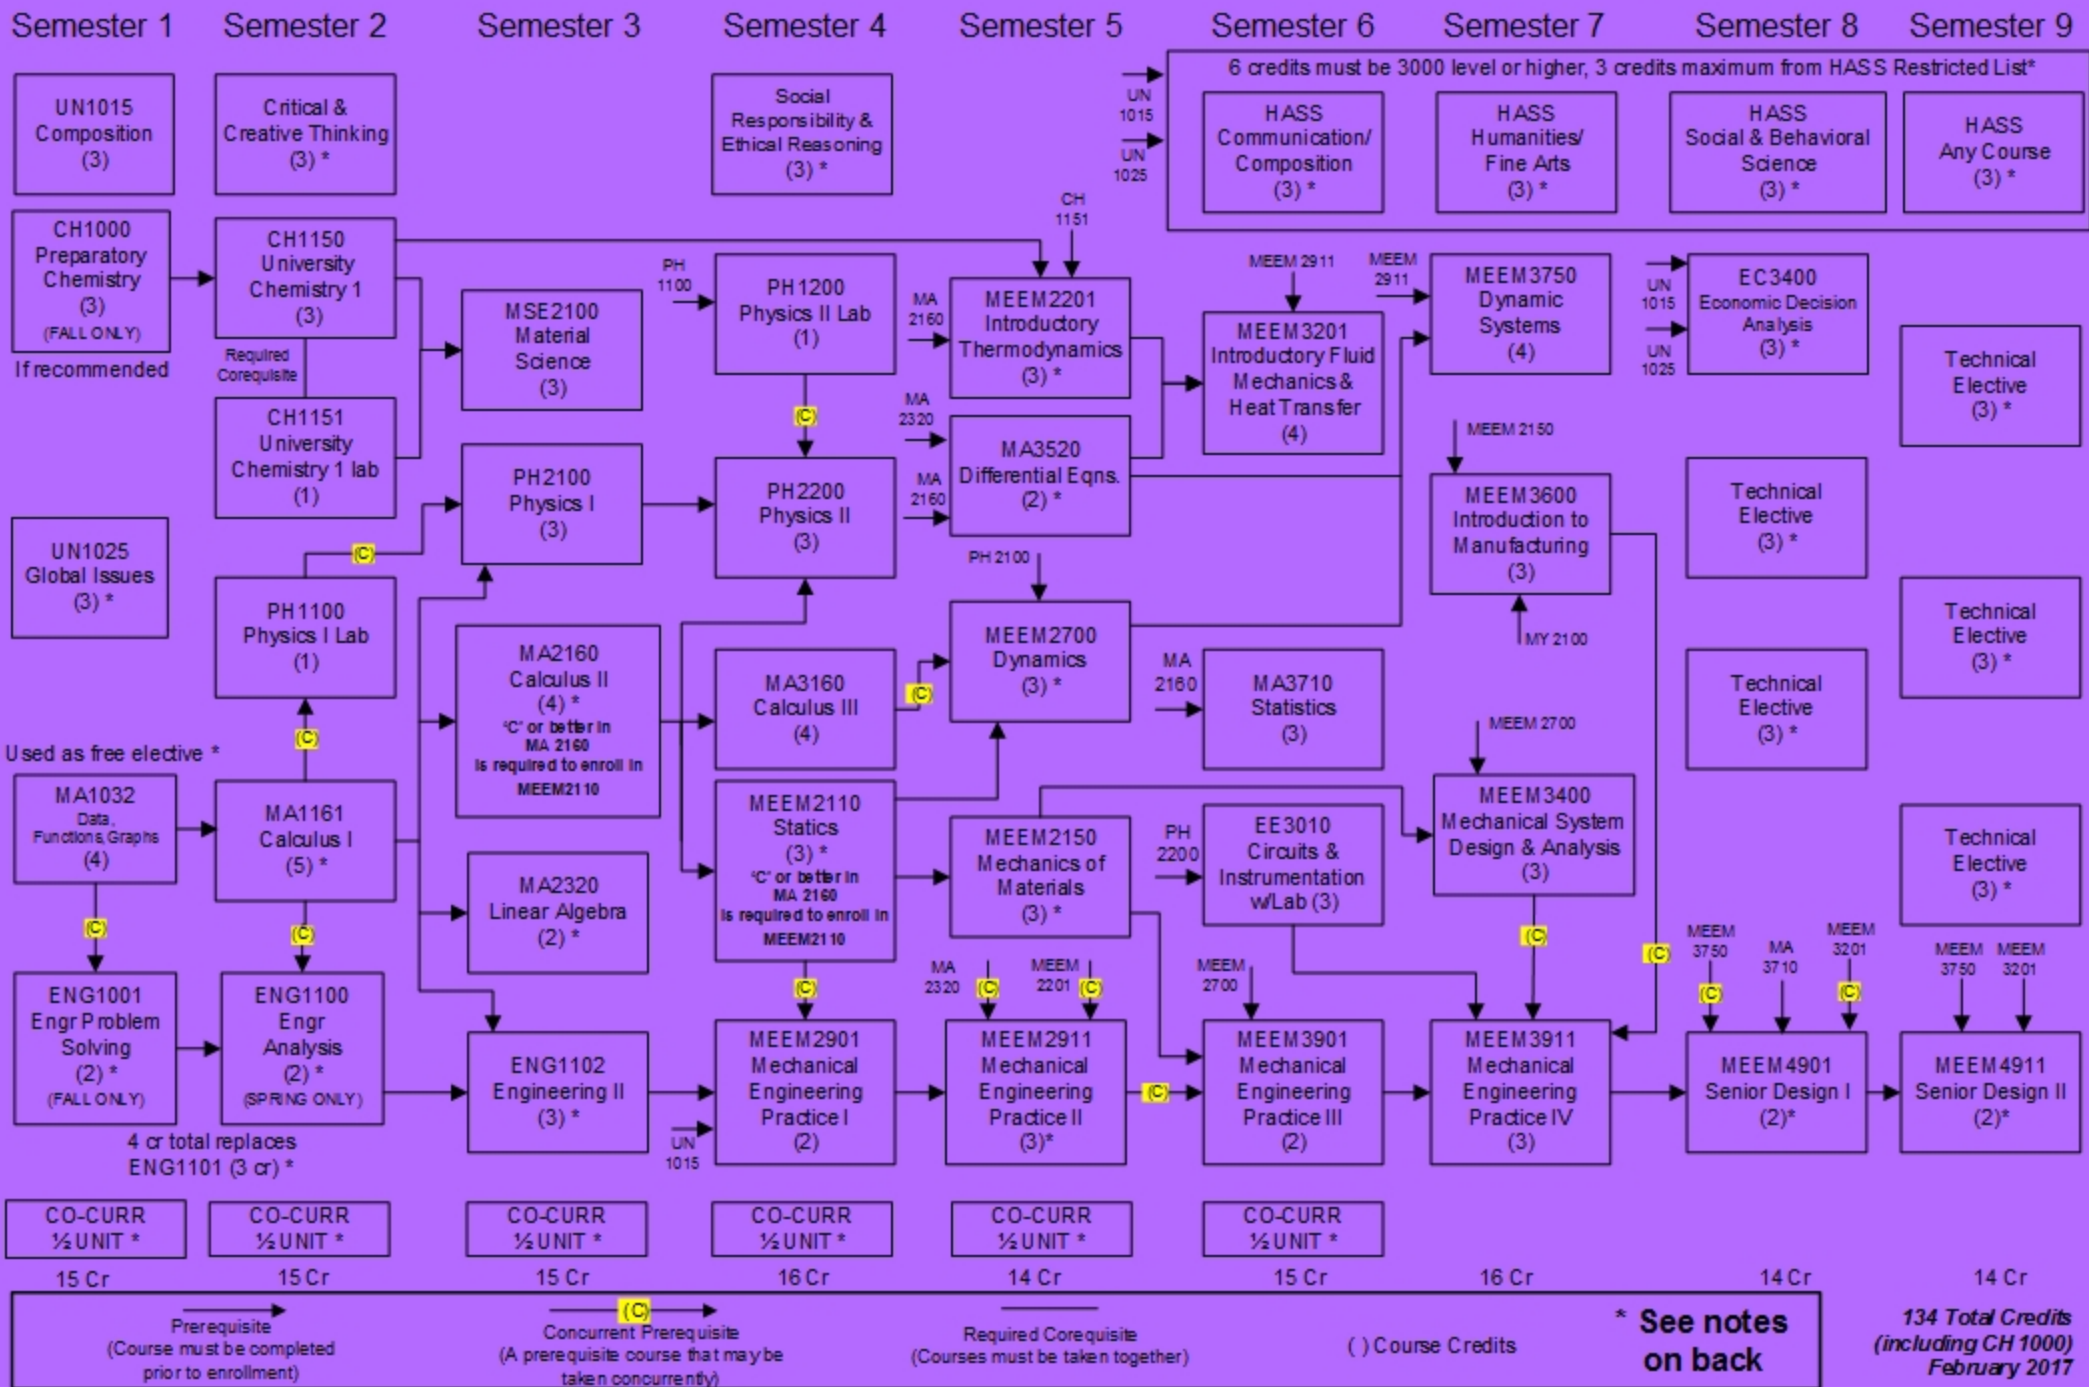 Semester 1
Semester 2
Semester 3
Semester 4
Semester 5
Semester 6
Semester 7
Semester 8
Semester 9
UN1015
Composition
(3)
CH1000
Preparatory
Chemistry
(3)
(FALL ONLY)
If recommended
UN1025
Global Issues
(3) *
Used as free elective *
MA1032
Data,
Functions, Graphs
(4)
(C)
ENG1001
Engr Problem
Solving
(2) *
(FALL ONLY)
4 cr total replaces
ENG1101 (3 cr) *
CO-CURR
½ UNIT *
15 Cr
Critical &
Creative Thinking
(3) *
CH1150
University
Chemistry 1
(3)
Required
Corequisite
CH1151
University
Chemistry 1 lab
(1)
(C)
PH1100
Physics I Lab
(1)
(C)
MA1161
Calculus I
(5) *
(C)
ENG1100
Engr
Analysis
(2) *
(SPRING ONLY)
CO-CURR
½ UNIT *
15 Cr
MSE2100
Material
Science
(3)
PH2100
Physics I
(3)
MA2160
Calculus II
(4) *
'C' or better in
MA 2160
is required to enroll in
MEEM2110
MA2320
Linear Algebra
(2) *
ENG1102
Engineering II
(3) *
CO-CURR
½ UNIT *
15 Cr
Social
Responsibility &
Ethical Reasoning
(3) *
PH
1100
PH1200
Physics II Lab
(1)
(C)
PH2200
Physics II
(3)
MA3160
Calculus III
(4)
(C)
MEEM2110
Statics
(3) *
'C' or better in
MA 2160
is required to enroll in
MEEM2110
(C)
MEEM2901
Mechanical
Engineering
Practice I
(2)
UN
1015
CO-CURR
½ UNIT *
16 Cr
CH
1151
MA
2160
MEEM2201
Introductory
Thermodynamics
(3) *
MA
2320
MA
2160
MA3520
Differential Eqns.
(2) *
PH 2100
MEEM2700
Dynamics
(3) *
MEEM2150
Mechanics of
Materials
(3) *
MA
2320
(C)
MEEM
2201
(C)
MEEM2911
Mechanical
Engineering
Practice II
(3)*
(C)
CO-CURR
½ UNIT *
14 Cr
UN
1015
UN
1025
6 credits must be 3000 level or higher, 3 credits maximum from HASS Restricted List*
HASS
Communication/
Composition
(3) *
HASS
Humanities/
Fine Arts
(3) *
HASS
Social & Behavioral
Science
(3) *
HASS
Any Course
(3) *
MEEM 2911
MEEM3201
Introductory Fluid
Mechanics &
Heat Transfer
(4)
MA
2160
MA3710
Statistics
(3)
PH
2200
EE3010
Circuits &
Instrumentation
w/Lab (3)
MEEM
2700
MEEM3901
Mechanical
Engineering
Practice III
(2)
CO-CURR
½ UNIT *
15 Cr
MEEM
2911
MEEM3750
Dynamic
Systems
(4)
MEEM 2150
MEEM3600
Introduction to
Manufacturing
(3)
MY 2100
MEEM 2700
MEEM3400
Mechanical System
Design & Analysis
(3)
(C)
(C)
MEEM3911
Mechanical
Engineering
Practice IV
(3)
16 Cr
UN
1015
UN
1025
EC3400
Economic Decision
Analysis
(3) *
Technical
Elective
(3) *
Technical
Elective
(3) *
MEEM
3750
(C)
MA
3710
MEEM
3201
(C)
MEEM4901
Senior Design I
(2)*
14 Cr
Technical
Elective
(3) *
Technical
Elective
(3) *
Technical
Elective
(3) *
MEEM
3750
MEEM
3201
MEEM4911
Senior Design II
(2)*
14 Cr
Prerequisite
(Course must be completed
prior to enrollment)
(C)
Concurrent Prerequisite
(A prerequisite course that may be
taken concurrently)
Required Corequisite
(Courses must be taken together)
( ) Course Credits
* See notes
on back
134 Total Credits
(including CH 1000)
February 2017